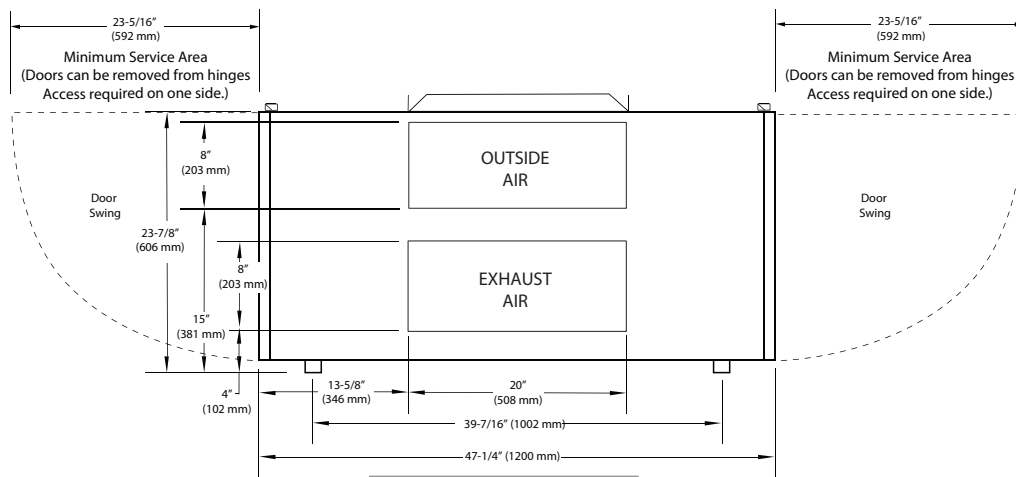 23-5/16”
(592 mm)
Minimum Service Area
(Doors can be removed from hinges
Access required on one side.)
23-5/16”
(592 mm)
Minimum Service Area
(Doors can be removed from hinges
Access required on one side.)
8”
(203 mm)
OUTSIDE
AIR
Door
Swing
Door
Swing
23-7/8”
(606 mm)
8”
(203 mm)
EXHAUST
AIR
15”
(381 mm)
4”
(102 mm)
13-5/8”
(346 mm)
20”
(508 mm)
39-7/16” (1002 mm)
47-1/4” (1200 mm)